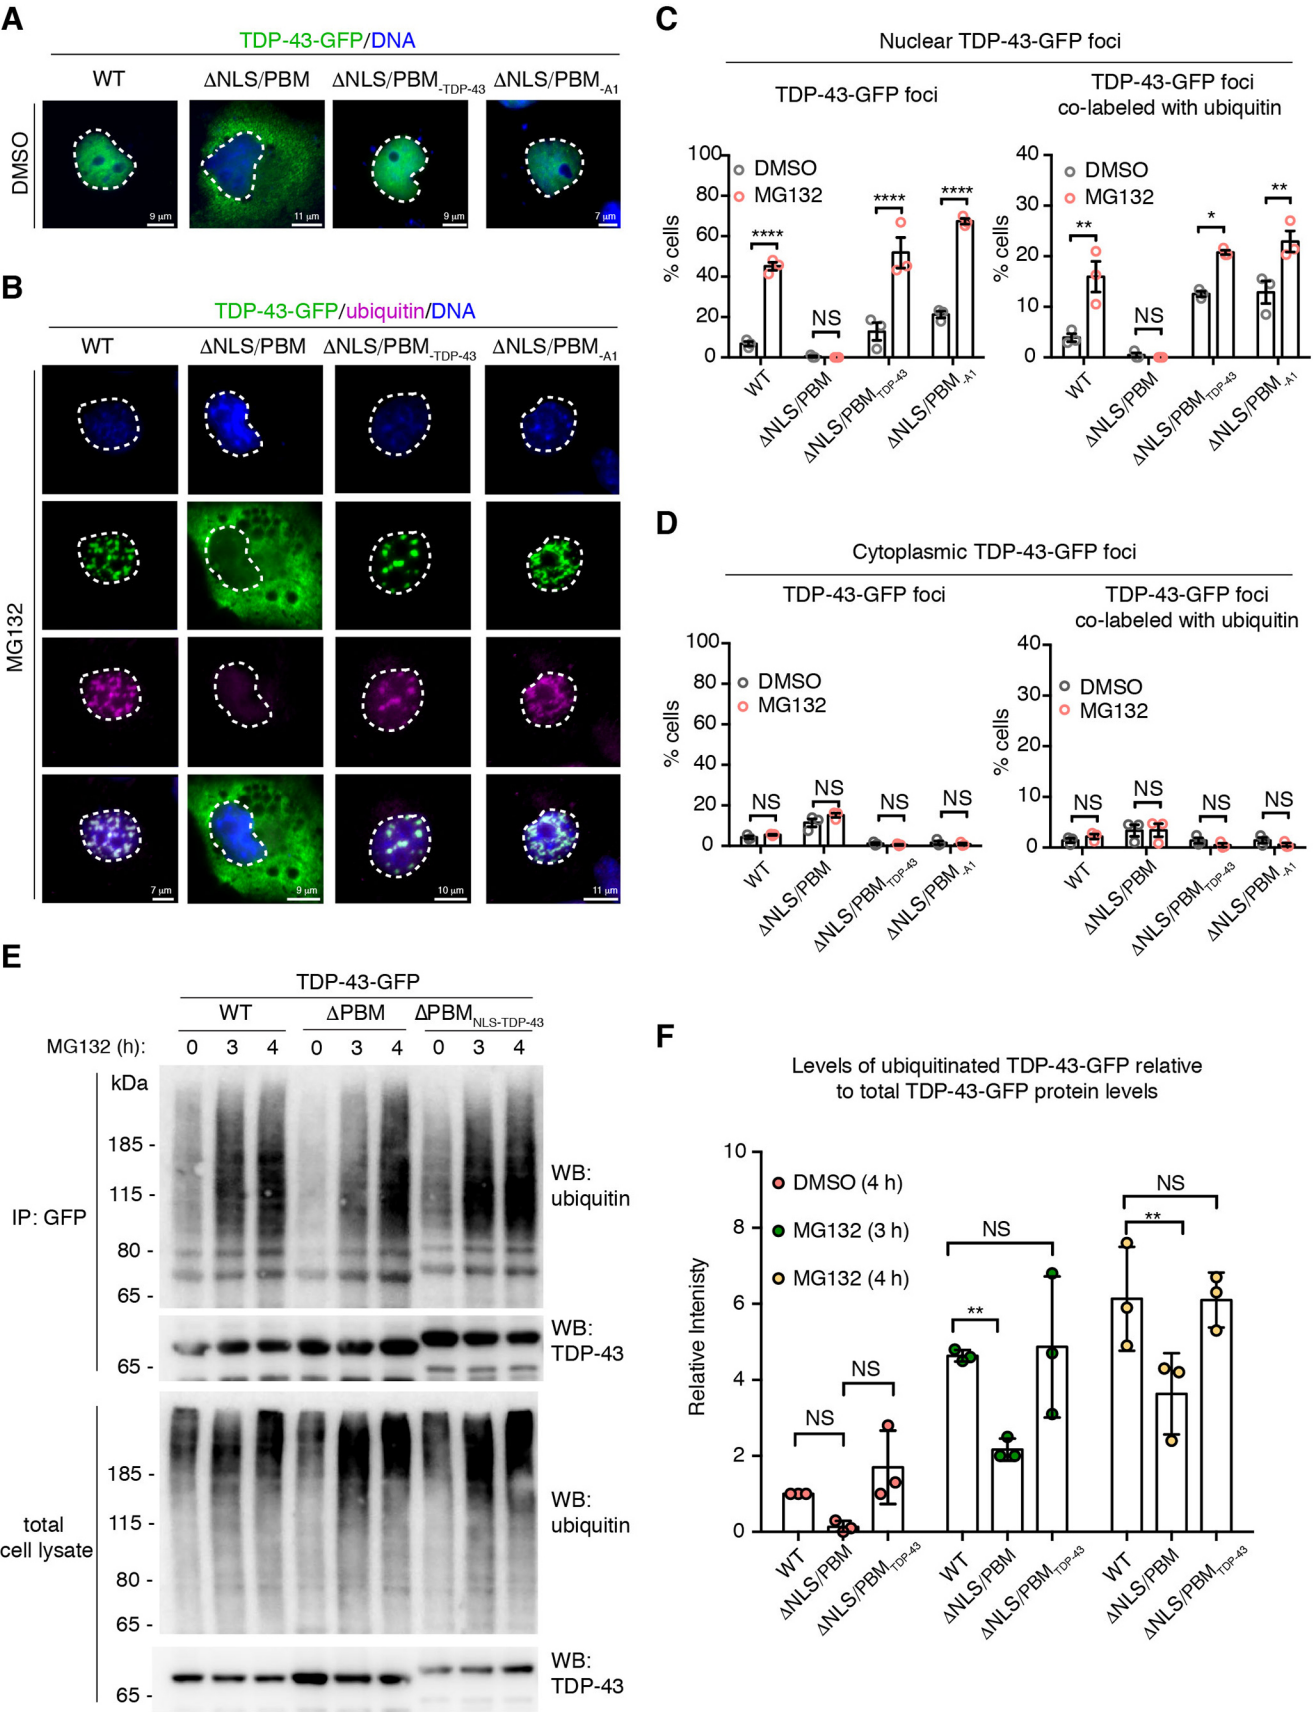 A
TDP-43-GFP/DNA
WT
ΔNLS/PBM
ΔNLS/PBM-TDP-43
ΔNLS/PBM-A1
DMSO
9 μm
11 μm
9 μm
7 μm
B
TDP-43-GFP/ubiquitin/DNA
WT
ΔNLS/PBM
ΔNLS/PBM-TDP-43
ΔNLS/PBM-A1
MG132
7 μm
9 μm
10 μm
11 μm
C
Nuclear TDP-43-GFP foci
TDP-43-GFP foci
% cells
100
80
60
40
20
0
DMSO
MG132
****
NS
****
****
WT
ΔNLS/PBM
ΔNLS/PBMTDP-43
ΔNLS/PBM-A1
TDP-43-GFP foci
co-labeled with ubiquitin
% cells
40
30
20
10
0
DMSO
MG132
**
NS
*
**
WT
ΔNLS/PBM
ΔNLS/PBMTDP-43
ΔNLS/PBM-A1
D
Cytoplasmic TDP-43-GFP foci
TDP-43-GFP foci
% cells
100
80
60
40
20
0
DMSO
MG132
NS
NS
NS
NS
WT
ΔNLS/PBM
ΔNLS/PBMTDP-43
ΔNLS/PBM-A1
TDP-43-GFP foci
co-labeled with ubiquitin
% cells
40
30
20
10
0
DMSO
MG132
NS
NS
NS
NS
WT
ΔNLS/PBM
ΔNLS/PBMTDP-43
ΔNLS/PBM-A1
E
TDP-43-GFP
WT
ΔPBM
ΔPBMNLS-TDP-43
MG132 (h): 0 3 4 0 3 4 0 3 4
kDa
185 -
115 -
80 -
65 -
IP: GFP
WB:
ubiquitin
WB:
TDP-43
65 -
185 -
115 -
80 -
65 -
total
cell lysate
WB:
ubiquitin
WB:
TDP-43
65 -
F
Levels of ubiquitinated TDP-43-GFP relative
to total TDP-43-GFP protein levels
Relative Intenisty
10
8
6
4
2
0
DMSO (4 h)
MG132 (3 h)
MG132 (4 h)
NS
NS
**
NS
**
NS
WT
ΔNLS/PBM
ΔNLS/PBMTDP-43
WT
ΔNLS/PBM
ΔNLS/PBMTDP-43
WT
ΔNLS/PBM
ΔNLS/PBMTDP-43